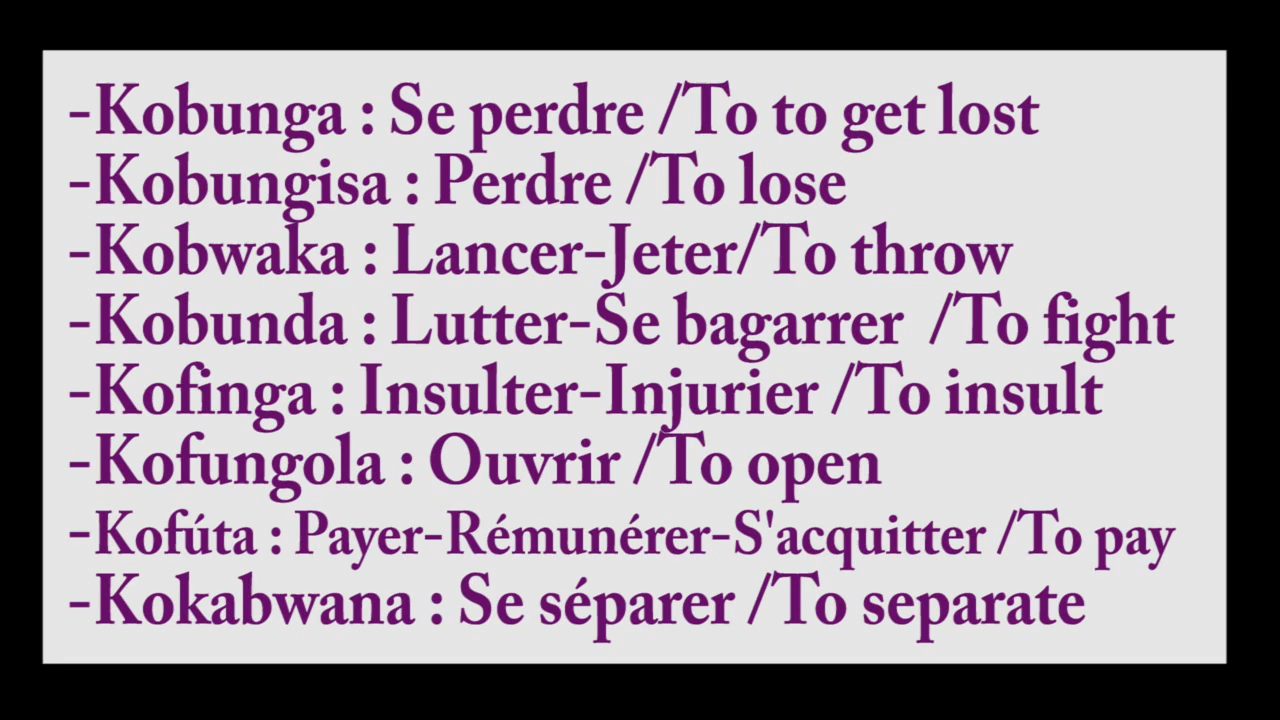 -Kobunga : Se perdre /To to get lost
-Kobungisa : Perdre /To lose
-Kobwaka : Lancer-Jeter/To throw
-Kobunda : Lutter-Se bagarrer /To fight
-Kofinga : Insulter-Injurier /To insult
-Kofungola : Ouvrir /To open
-Kofúta : Payer-Rémunérer-S'acquitter /To pay
-Kokabwana : Se séparer /To separate